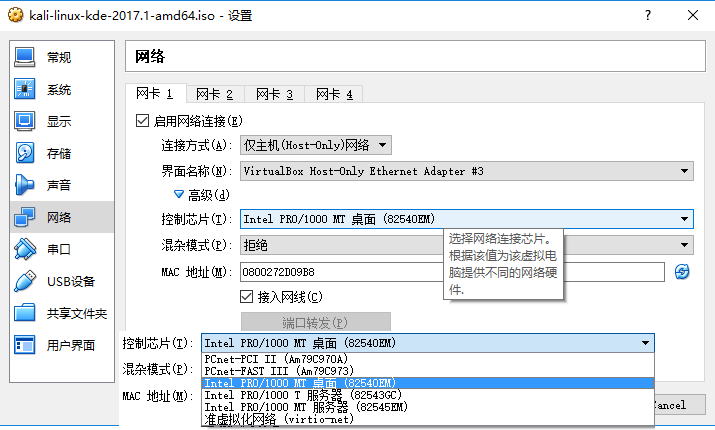 kali-linux-kde-2017.1-amd64.iso - 设置
常规
系统
显示
存储
声音
网络
串口
USB设备
共享文件夹
用户界面
网络
网卡 1 网卡 2 网卡 3 网卡 4
启用网络连接(E)
连接方式(A): 仅主机(Host-Only)网络
界面名称(N): VirtualBox Host-Only Ethernet Adapter #3
高级(d)
控制芯片(T): Intel PRO/1000 MT 桌面 (82540EM)
混杂模式(P): 拒绝
MAC 地址(M): 0800272D09B8
接入网线(C)
端口转发(P)
选择网络连接芯片。
根据该值为该虚拟电
脑提供不同的网络硬
件.
控制芯片(T): Intel PRO/1000 MT 桌面 (82540EM)
混杂模式(P):
MAC 地址(M):
PCnet-PCI II (Am79C970A)
PCnet-FAST III (Am79C973)
Intel PRO/1000 MT 桌面 (82540EM)
Intel PRO/1000 T 服务器 (82543GC)
Intel PRO/1000 MT 服务器 (82545EM)
准虚拟化网络 (virtio-net)
Cancel